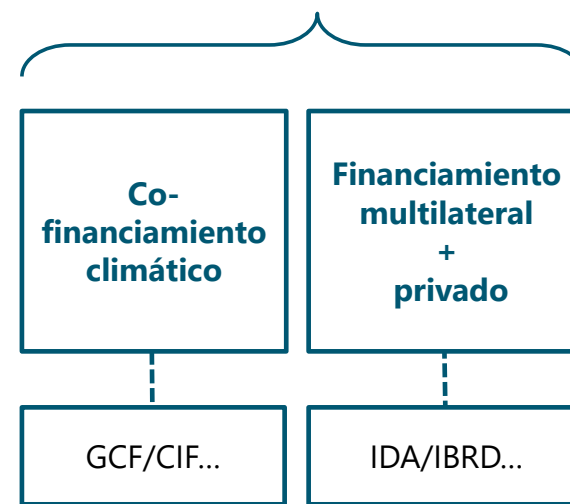 Co-
financiamiento
climático
Financiamiento
multilateral
+
privado
GCF/CIF...
IDA/IBRD...